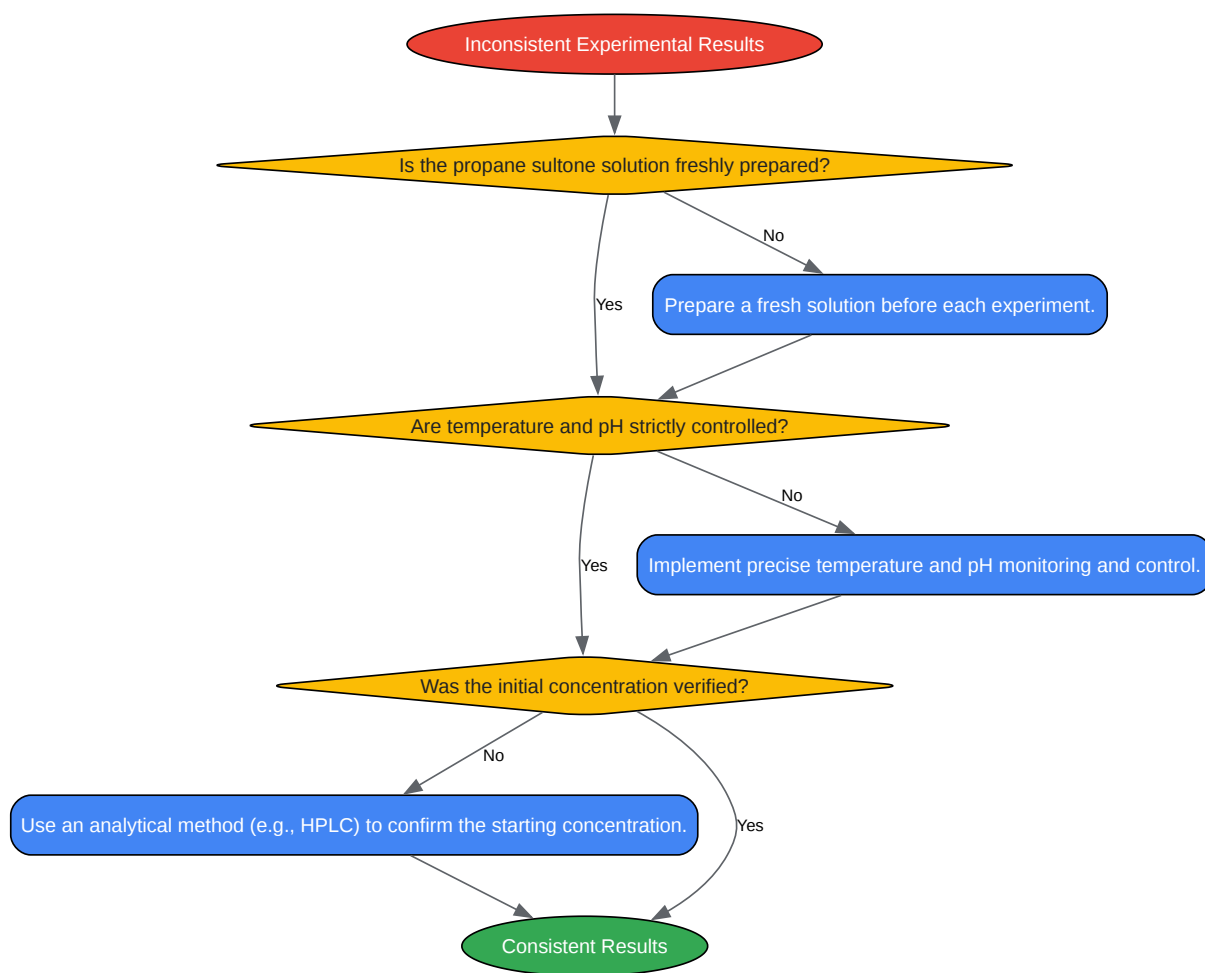 Inconsistent Experimental Results
Is the propane sultone solution freshly prepared?
No
Yes
Prepare a fresh solution before each experiment.
Are temperature and pH strictly controlled?
No
Yes
Implement precise temperature and pH monitoring and control.
Was the initial concentration verified?
No
Yes
Use an analytical method (e.g., HPLC) to confirm the starting concentration.
Consistent Results